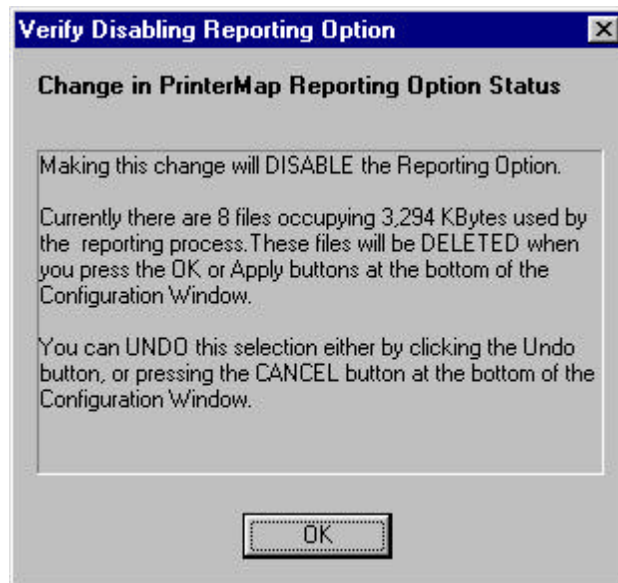 Verify Disabling Reporting Option
Change in PrinterMap Reporting Option Status
Making this change will DISABLE the Reporting Option.
Currently there are 8 files occupying 3,294 KBytes used by
the  reporting process.These files will be DELETED when
you press the OK or Apply buttons at the bottom of the
Configuration Window.
You can UNDO this selection either by clicking the Undo
button, or pressing the CANCEL button at the bottom of the
Configuration Window.
OK